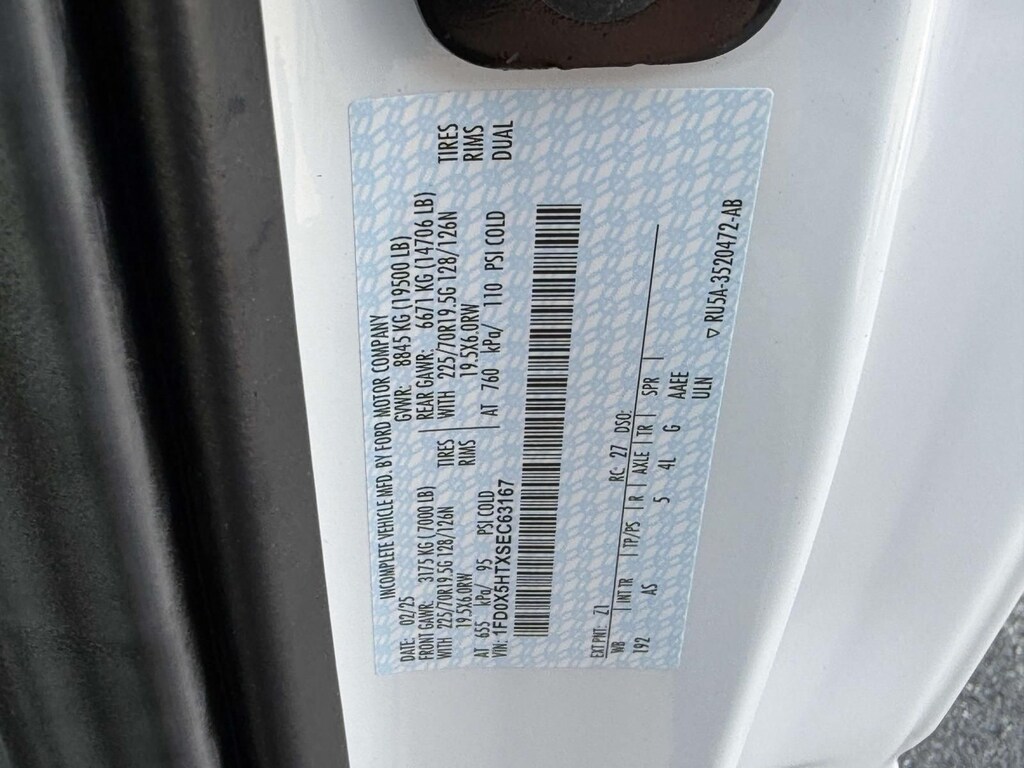 INCOMPLETE VEHICLE MFD. BY FORD MOTOR COMPANY
DATE: 02/25 GVWR: 8845 KG (19500 LB)
FRONT GAWR: 3175 KG (7000 LB) REAR GAWR: 6671 KG (14706 LB)
WITH 225/70R19.5G 128/126N TIRES WITH 225/70R19.5G 128/126N TIRES
19.5X6.0RW RIMS 19.5X6.0RW RIMS
AT 655 kPa/ 95 PSI COLD AT 760 kPa/ 110 PSI COLD DUAL
VIN: 1FD0X5HTXSEC63167
EXT PNT: Z1 RC: 27 DSO:
WB INT TR TP/PS R AXLE TR SPR
192 AS 5 4L G AAEE
ULN
▽ RU5A-3520472-AB